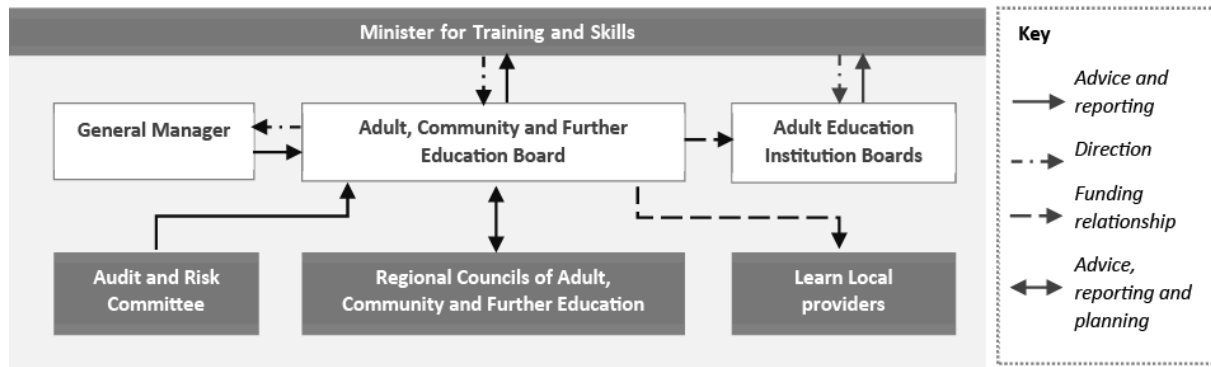 Minister for Training and Skills
General Manager
Adult, Community and Further
Education Board
Adult Education
Institution Boards
Audit and Risk
Committee
Regional Councils of Adult,
Community and Further Education
Learn Local
providers
Key
Advice and
reporting
Direction
Funding
relationship
Advice,
reporting and
planning